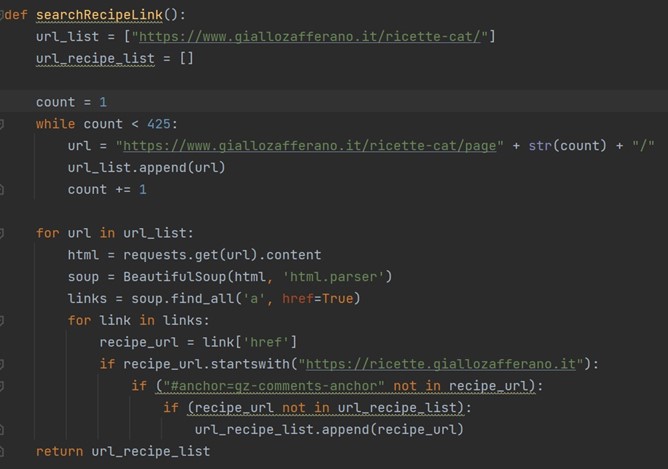 def searchRecipeLink():
    url_list = ["https://www.giallozafferano.it/ricette-cat/"]
    url_recipe_list = []
    count = 1
    while count < 425:
        url = "https://www.giallozafferano.it/ricette-cat/page" + str(count) + "/"
        url_list.append(url)
        count += 1
    for url in url_list:
        html = requests.get(url).content
        soup = BeautifulSoup(html, 'html.parser')
        links = soup.find_all('a', href=True)
        for link in links:
            recipe_url = link['href']
            if recipe_url.startswith("https://ricette.giallozafferano.it"):
                if ("#anchor=gz-comments-anchor" not in recipe_url):
                    if (recipe_url not in url_recipe_list):
                        url_recipe_list.append(recipe_url)
    return url_recipe_list